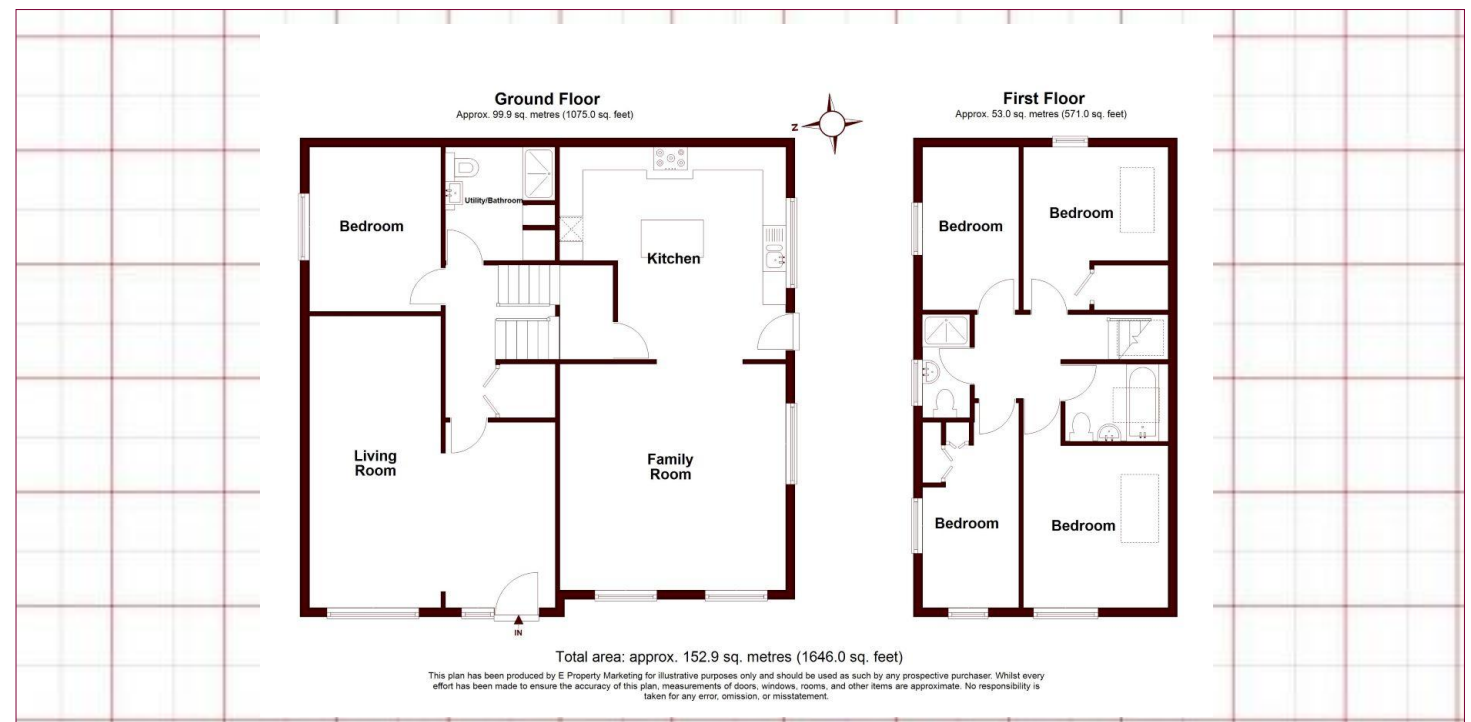 Ground Floor
Approx. 99.9 sq. metres (1075.0 sq. feet)
First Floor
Approx. 53.0 sq. metres (571.0 sq. feet)
Z
Bedroom
Utility/Bathroom
Kitchen
Living
Room
Family
Room
IN
Bedroom
Bedroom
Bedroom
Bedroom
Total area: approx. 152.9 sq. metres (1646.0 sq. feet)
This plan has been produced by E Property Marketing for illustrative purposes only and should be used as such by any prospective purchaser. Whilst every
effort has been made to ensure the accuracy of this plan, measurements of doors, windows, rooms, and other items are approximate. No responsibility is
taken for any error, omission, or misstatement.